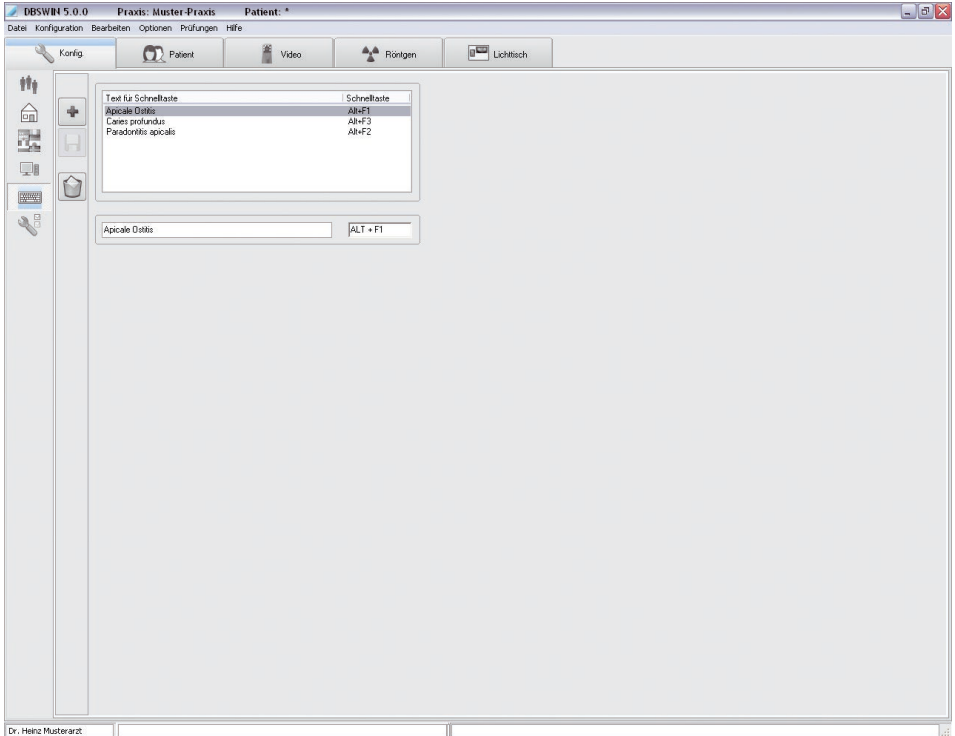 DBSWIN 5.0.0 Praxis: Muster-Praxis Patient: *
Datei Konfiguration Bearbeiten Optionen Prüfungen Hilfe
Konfig. Patient Video Röntgen Lichttisch
Text für Schnelltaste Schnelltaste
Apicale Ostitis Alt+F1
Caries profundus Alt+F3
Paradontitis apicalis Alt+F2
Apicale Ostitis ALT + F1
Dr. Heinz Musterarzt